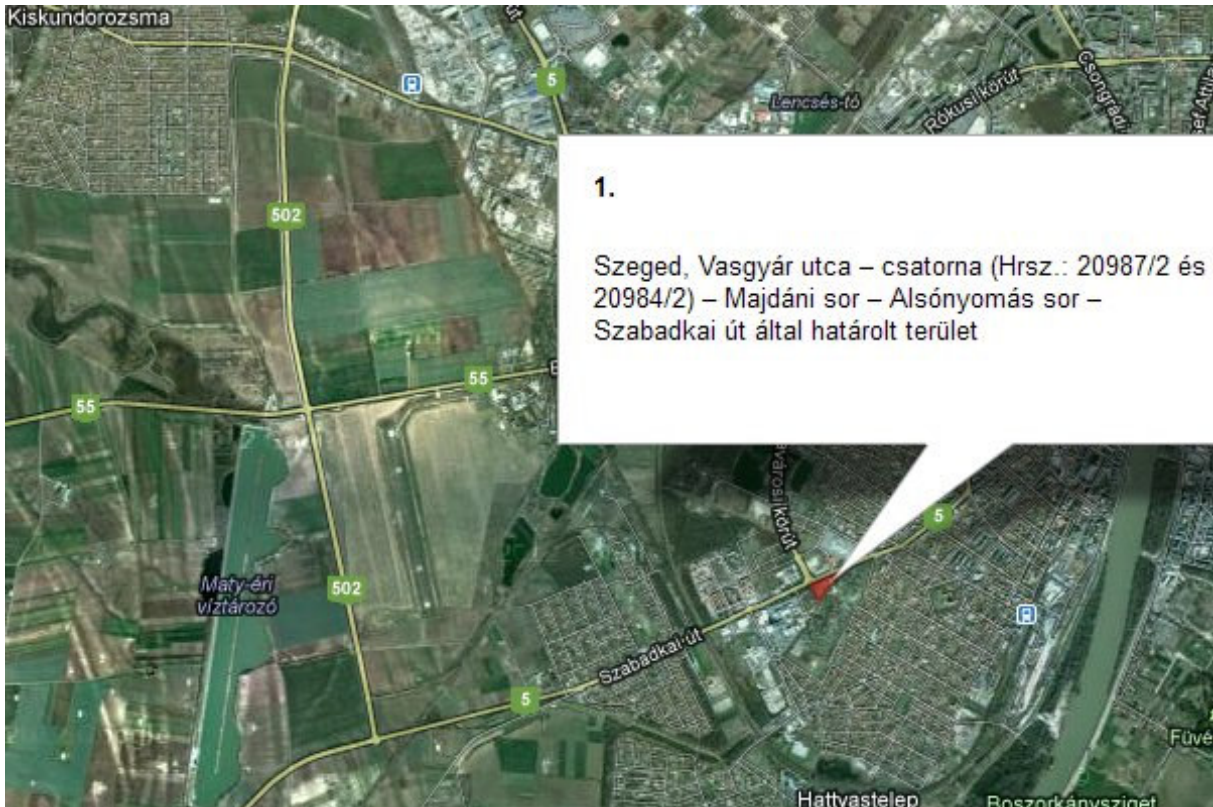 Kiskundorozsma
út
5
Lencsés-tó
Rókusi körút
Csongrádi
502
1.
Szeged, Vasgyár utca – csatorna (Hrsz.: 20987/2 és
20984/2) – Majdáni sor – Alsónyomás sor –
Szabadkai út által határolt terület
55
55
városi körút
5
Maty-éri
víztározó
502
Szabadkai út
5
Hattyastelep
Boszorkánysziget